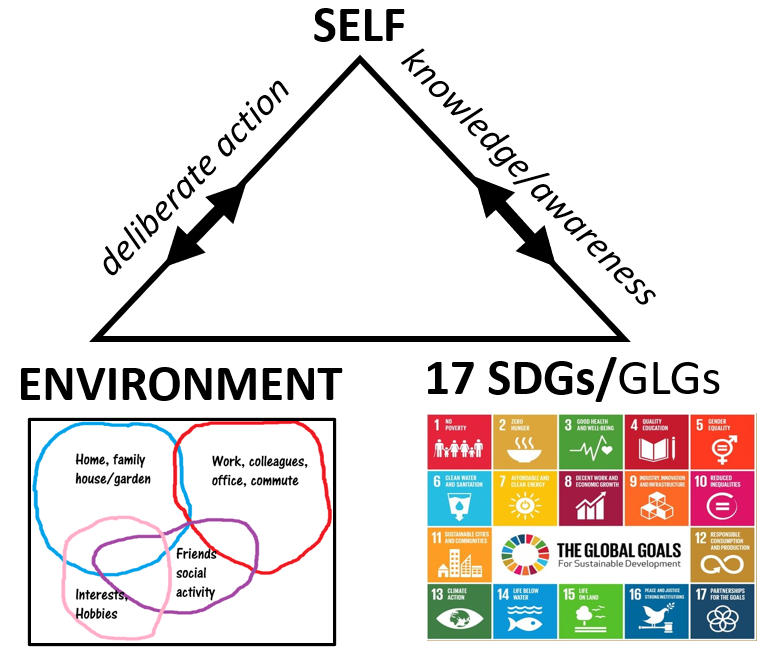 SELF
deliberate action
knowledge/awareness
ENVIRONMENT
17 SDGs/GLGs
Home, family
house/garden
Work, colleagues,
office, commute
Friends
social
activity
Interests,
Hobbies
1 NO
POVERTY
2 ZERO
HUNGER
3 GOOD HEALTH
AND WELL-BEING
4 QUALITY
EDUCATION
5 GENDER
EQUALITY
6 CLEAN WATER
AND SANITATION
7 AFFORDABLE AND
CLEAN ENERGY
8 DECENT WORK AND
ECONOMIC GROWTH
9 INDUSTRY, INNOVATION
AND INFRASTRUCTURE
10 REDUCED
INEQUALITIES
11 SUSTAINABLE CITIES
AND COMMUNITIES
THE GLOBAL GOALS
For Sustainable Development
12 RESPONSIBLE
CONSUMPTION
AND PRODUCTION
13 CLIMATE
ACTION
14 LIFE BELOW
WATER
15 LIFE
ON LAND
16 PEACE AND JUSTICE
STRONG INSTITUTIONS
17 PARTNERSHIPS
FOR THE GOALS